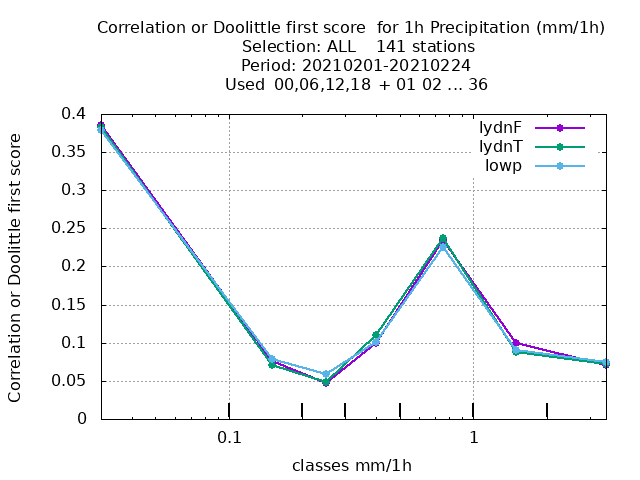 Correlation or Doolittle first score  for 1h Precipitation (mm/1h)
Selection: ALL    141 stations
Period: 20210201-20210224
Used  00,06,12,18 + 01 02 ... 36
Correlation or Doolittle first score
0.4
0.35
0.3
0.25
0.2
0.15
0.1
0.05
0
lydnF
lydnT
lowp
0.1
1
classes mm/1h